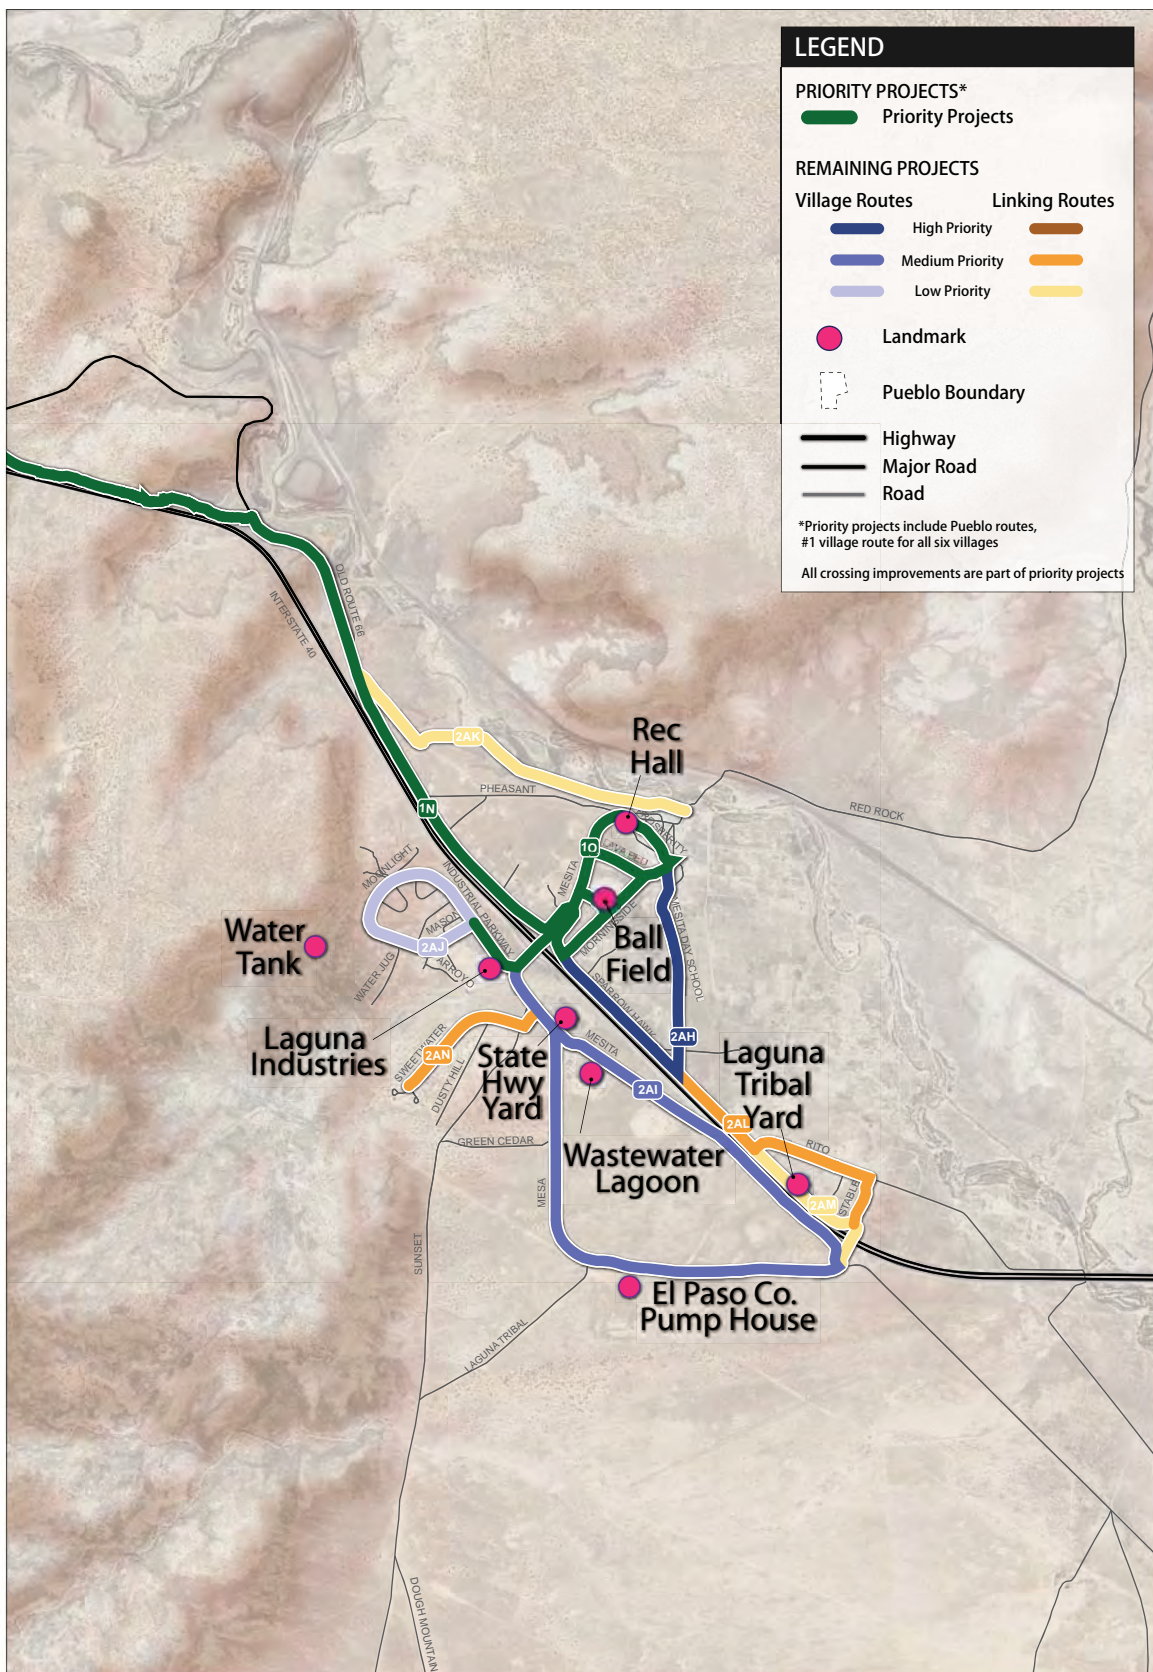 LEGEND
PRIORITY PROJECTS*
Priority Projects
REMAINING PROJECTS
Village Routes
Linking Routes
High Priority
Medium Priority
Low Priority
Landmark
Pueblo Boundary
Highway
Major Road
Road
*Priority projects include Pueblo routes,
#1 village route for all six villages
All crossing improvements are part of priority projects
OLD ROUTE 66
INTERSTATE 40
Rec
Hall
2AK
PHEASANT
RED ROCK
1N
PROSPERITY
1O
MOONLIGHT
MESITA
INDUSTRIAL PARKWAY
MASON
MORNINGSIDE
MESITA DAY SCHOOL
Water
Tank
2AJ
Ball
Field
WATER JUG
ARROYO
SPARROW HAWK
Laguna
Industries
SWEETWATER
2AN
DUSTY HILL
State
Hwy
Yard
MESITA
2AH
2AI
Laguna
Tribal
Yard
2AL
GREEN CEDAR
Wastewater
Lagoon
RITO
MESA
2AM
STABLE
SUNSET
El Paso Co.
Pump House
LAGUNA TRIBAL
DOUGH MOUNTAIN